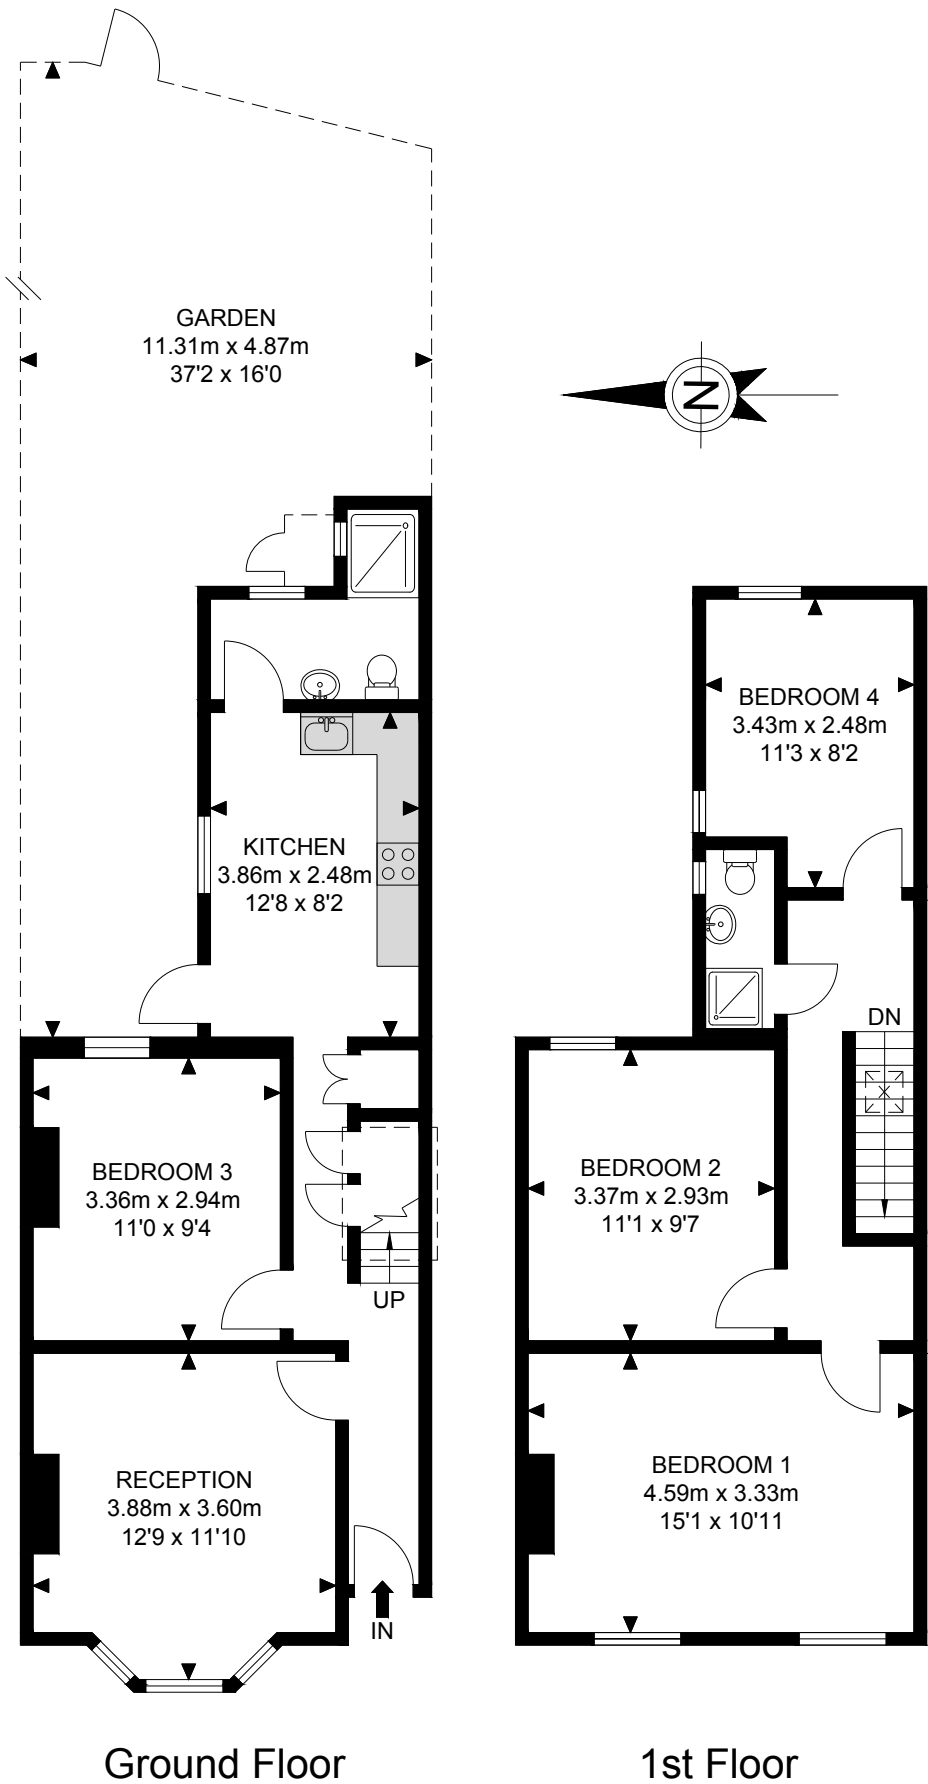 GARDEN
11.31m x 4.87m
37'2 x 16'0
N
KITCHEN
3.86m x 2.48m
12'8 x 8'2
BEDROOM 3
3.36m x 2.94m
11'0 x 9'4
UP
RECEPTION
3.88m x 3.60m
12'9 x 11'10
IN
Ground Floor
BEDROOM 4
3.43m x 2.48m
11'3 x 8'2
DN
BEDROOM 2
3.37m x 2.93m
11'1 x 9'7
BEDROOM 1
4.59m x 3.33m
15'1 x 10'11
1st Floor